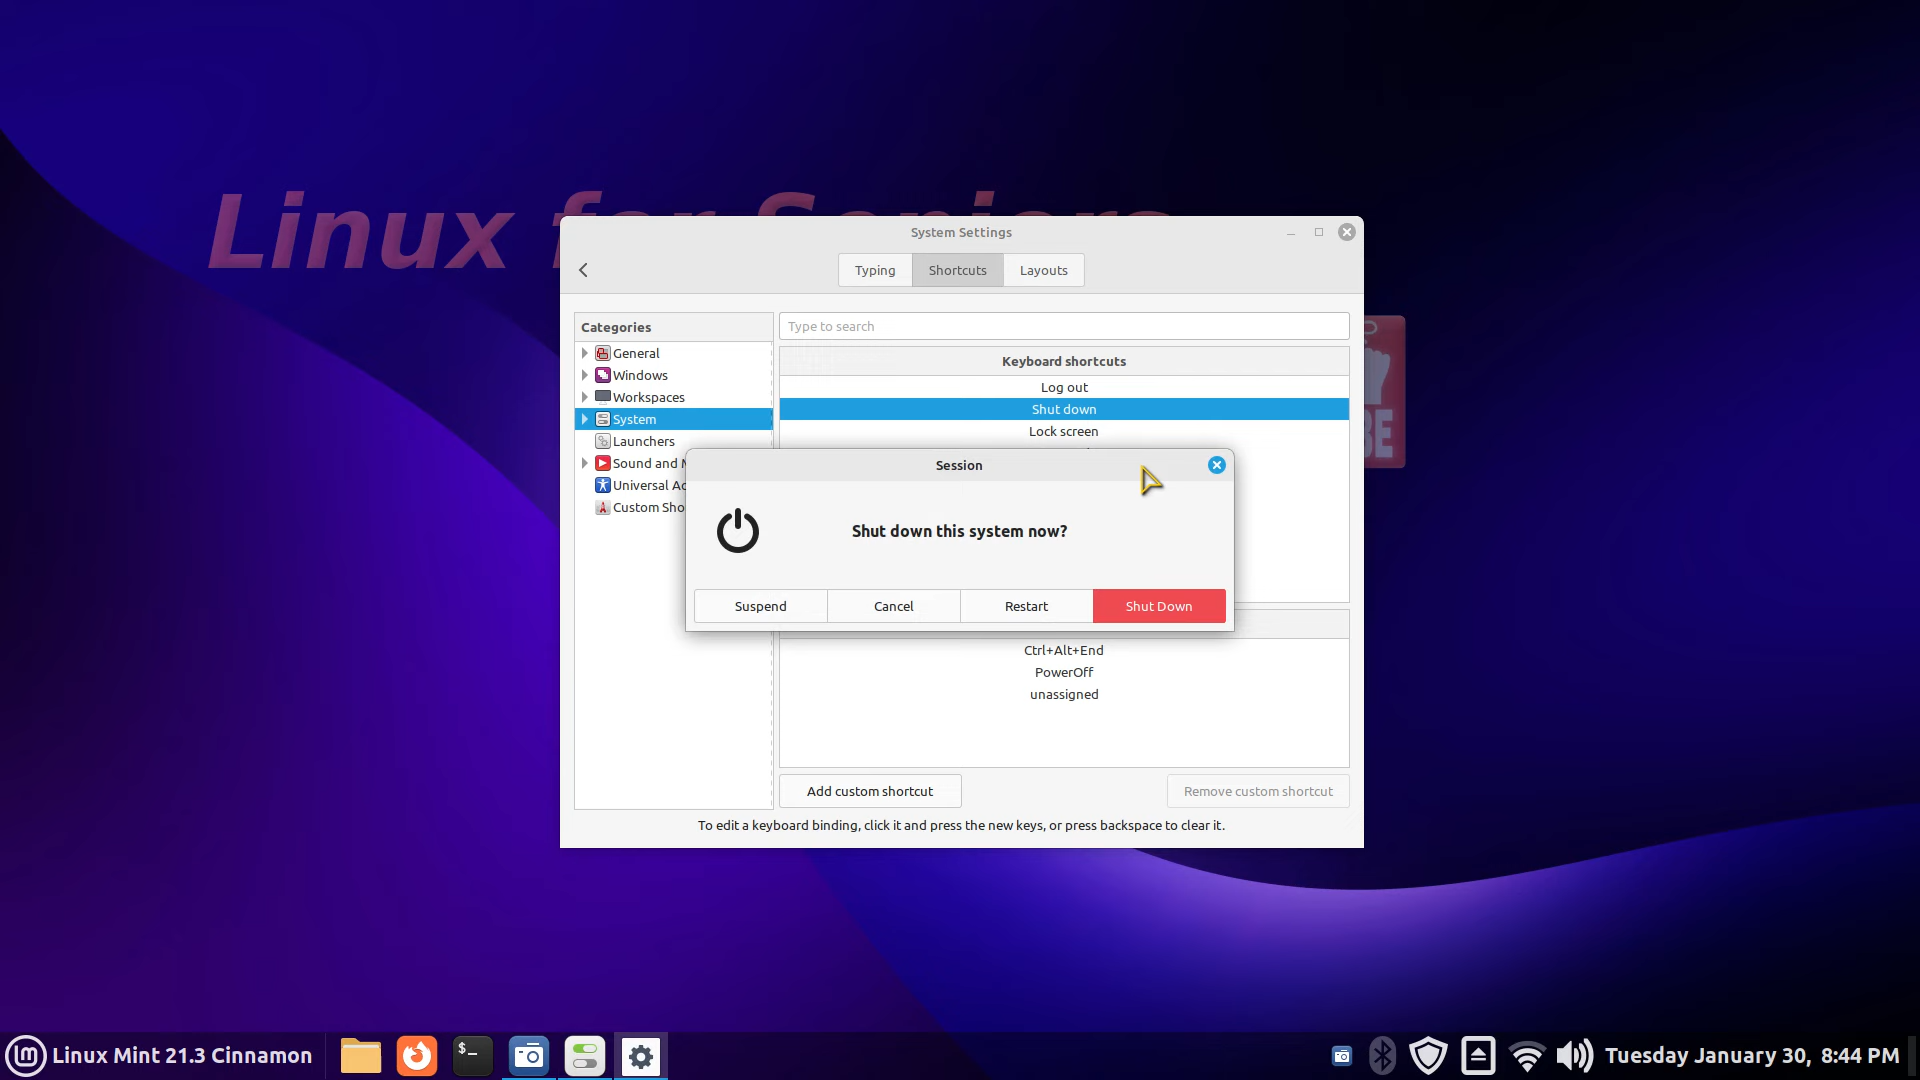 Linux for Seniors
System Settings
Typing
Shortcuts
Layouts
Categories
General
Windows
Workspaces
System
Launchers
Sound and
Universal
Custom
Type to search
Keyboard shortcuts
Log out
Shut down
Lock screen
Session
Shut down this system now?
Suspend
Cancel
Restart
Shut Down
Ctrl+Alt+End
PowerOff
unassigned
Add custom shortcut
Remove custom shortcut
To edit a keyboard binding, click it and press the new keys, or press backspace to clear it.
Linux Mint 21.3 Cinnamon
$_
Tuesday January 30, 8:44 PM